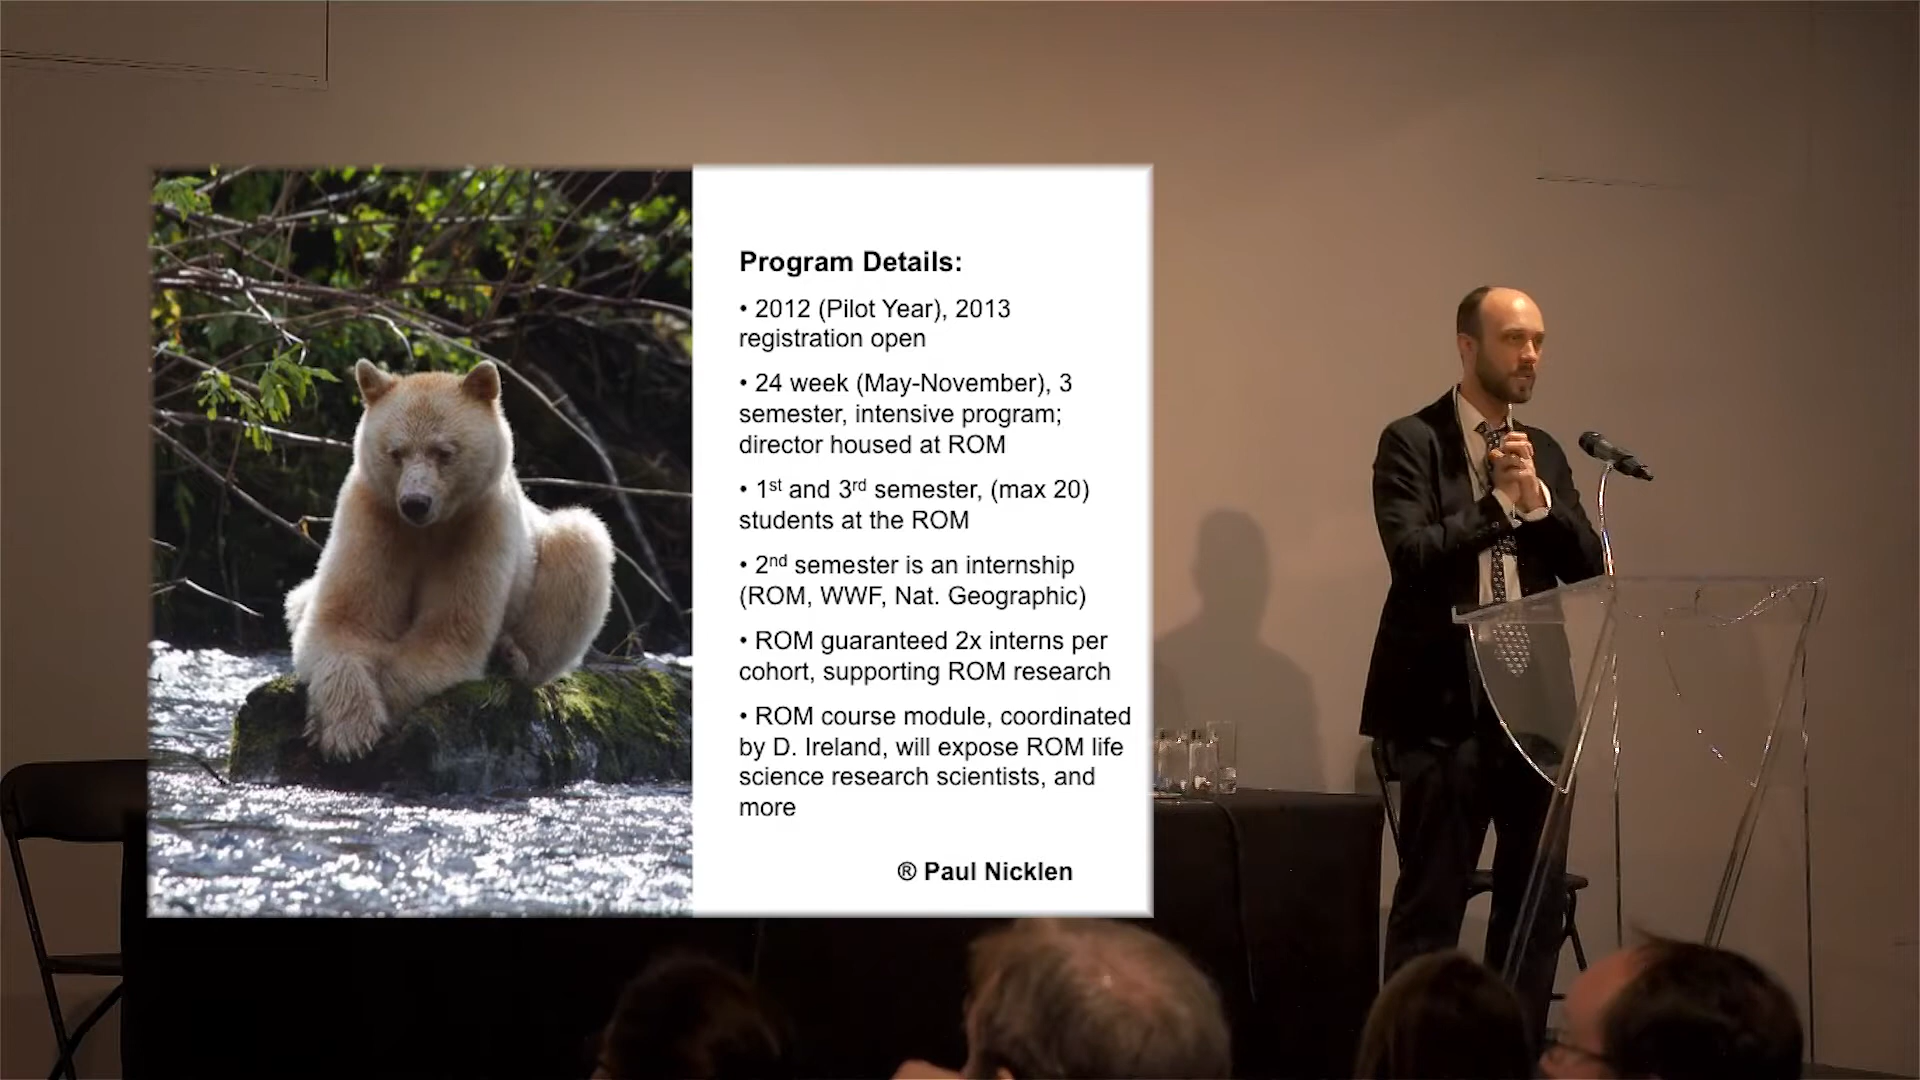 Program Details:
• 2012 (Pilot Year), 2013
registration open
• 24 week (May-November), 3
semester, intensive program;
director housed at ROM
• 1st and 3rd semester, (max 20)
students at the ROM
• 2nd semester is an internship
(ROM, WWF, Nat. Geographic)
• ROM guaranteed 2x interns per
cohort, supporting ROM research
• ROM course module, coordinated
by D. Ireland, will expose ROM life
science research scientists, and
more
® Paul Nicklen